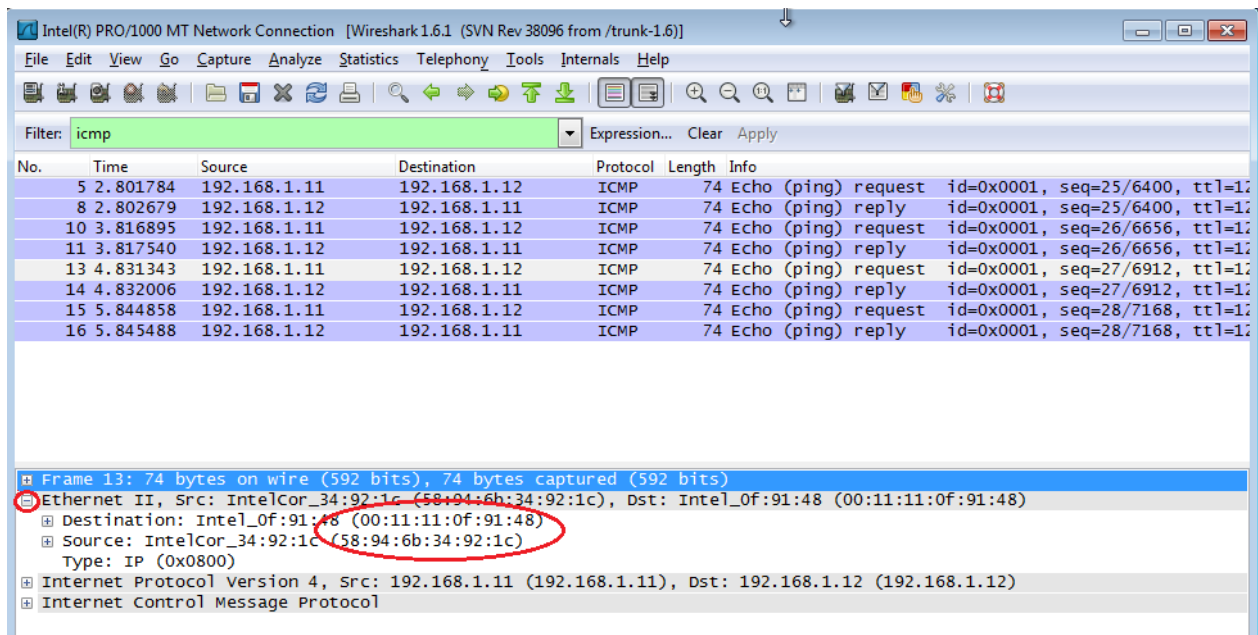 Intel(R) PRO/1000 MT Network Connection [Wireshark 1.6.1 (SVN Rev 38096 from /trunk-1.6)]
File Edit View Go Capture Analyze Statistics Telephony Tools Internals Help
Filter: icmp Expression... Clear Apply
No. Time Source Destination Protocol Length Info
5 2.801784 192.168.1.11 192.168.1.12 ICMP 74 Echo (ping) request id=0x0001, seq=25/6400, ttl=12
8 2.802679 192.168.1.12 192.168.1.11 ICMP 74 Echo (ping) reply id=0x0001, seq=25/6400, ttl=12
10 3.816895 192.168.1.11 192.168.1.12 ICMP 74 Echo (ping) request id=0x0001, seq=26/6656, ttl=12
11 3.817540 192.168.1.12 192.168.1.11 ICMP 74 Echo (ping) reply id=0x0001, seq=26/6656, ttl=12
13 4.831343 192.168.1.11 192.168.1.12 ICMP 74 Echo (ping) request id=0x0001, seq=27/6912, ttl=12
14 4.832006 192.168.1.12 192.168.1.11 ICMP 74 Echo (ping) reply id=0x0001, seq=27/6912, ttl=12
15 5.844858 192.168.1.11 192.168.1.12 ICMP 74 Echo (ping) request id=0x0001, seq=28/7168, ttl=12
16 5.845488 192.168.1.12 192.168.1.11 ICMP 74 Echo (ping) reply id=0x0001, seq=28/7168, ttl=12
Frame 13: 74 bytes on wire (592 bits), 74 bytes captured (592 bits)
Ethernet II, Src: IntelCor_34:92:1c (58:94:6b:34:92:1c), Dst: Intel_0f:91:48 (00:11:11:0f:91:48)
Destination: Intel_0f:91:48 (00:11:11:0f:91:48)
Source: IntelCor_34:92:1c (58:94:6b:34:92:1c)
Type: IP (0x0800)
Internet Protocol Version 4, Src: 192.168.1.11 (192.168.1.11), Dst: 192.168.1.12 (192.168.1.12)
Internet Control Message Protocol